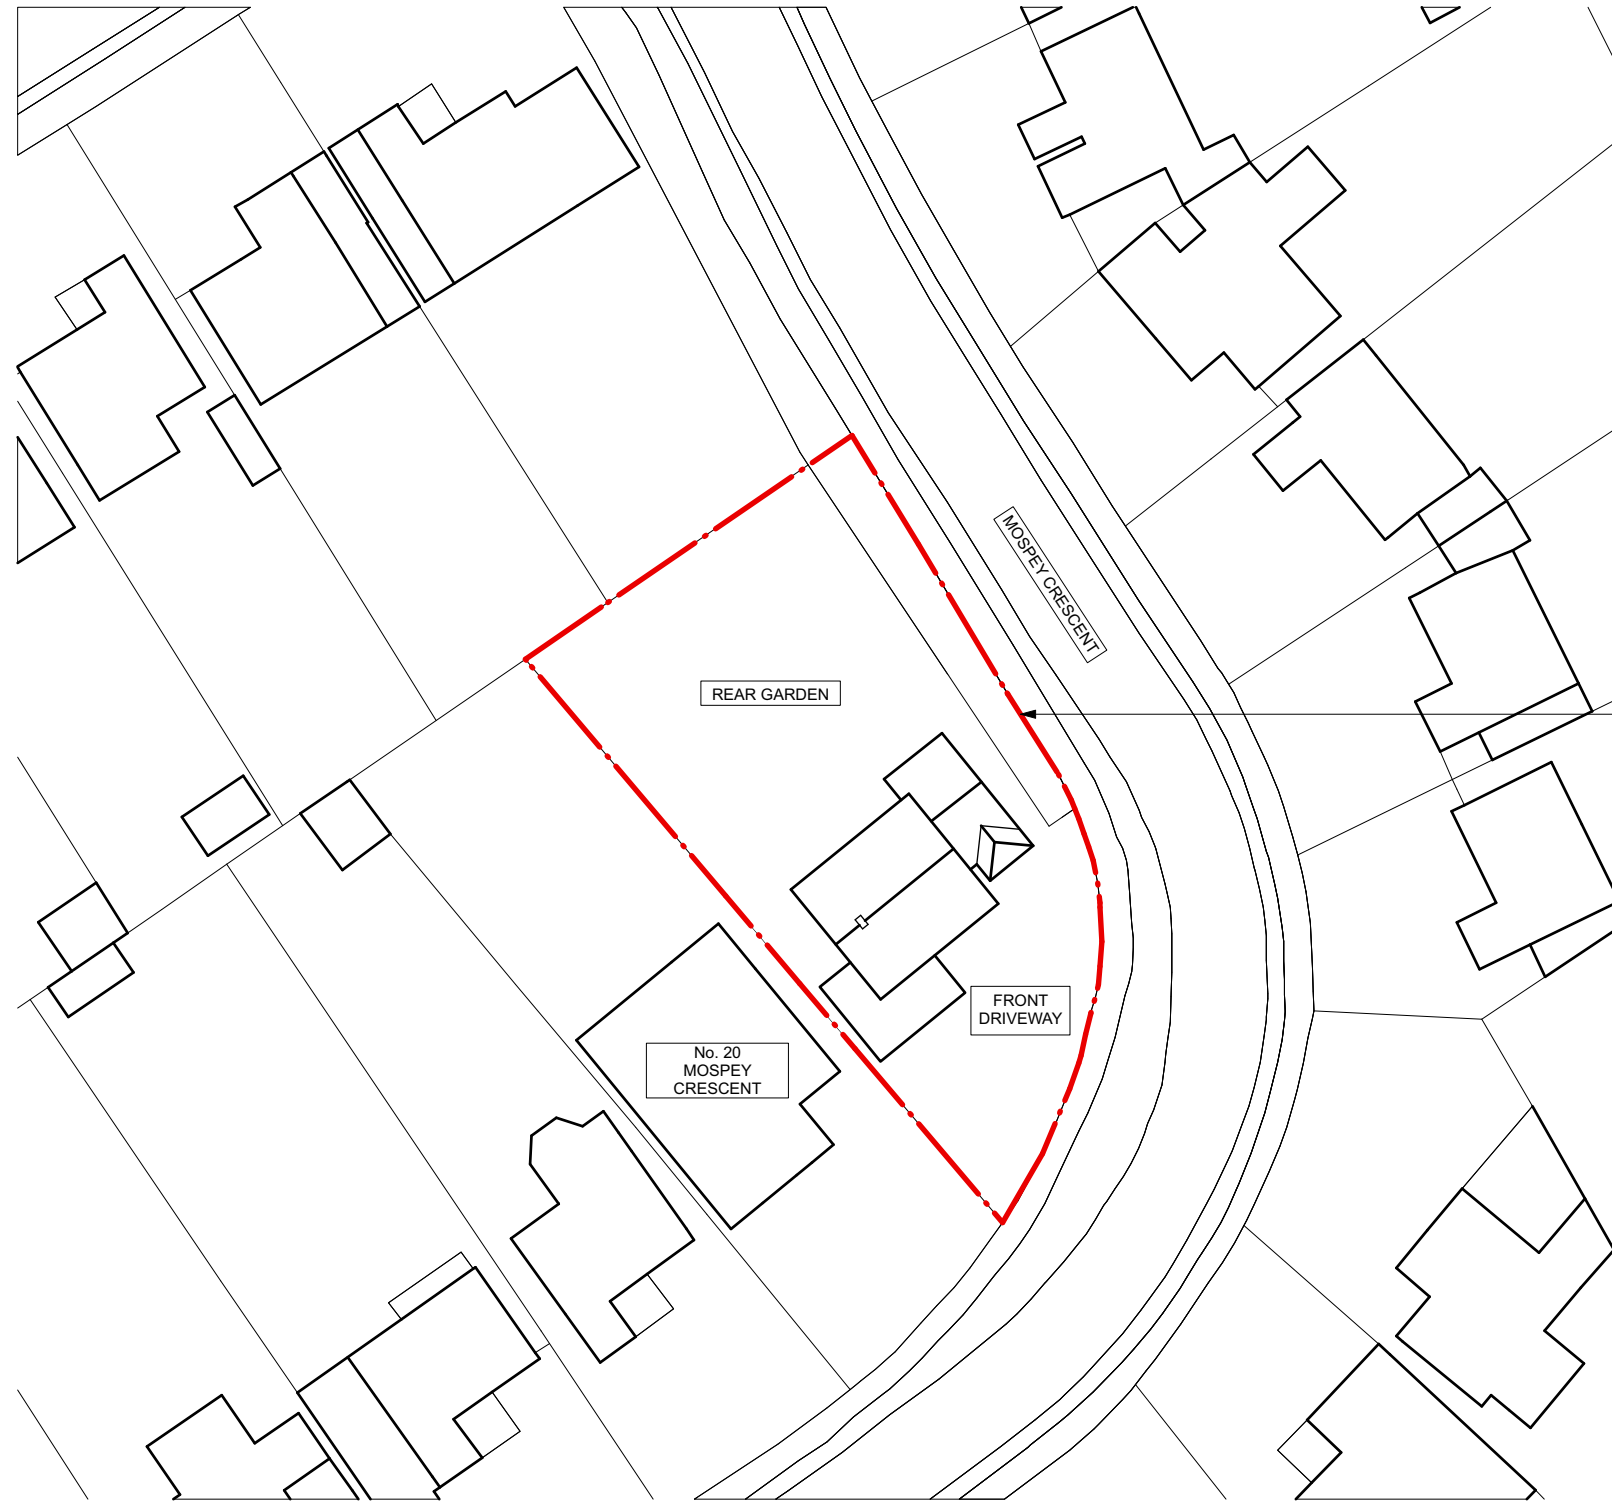 MOSPEY CRESCENT
REAR GARDEN
FRONT
DRIVEWAY
No. 20
MOSPEY
CRESCENT